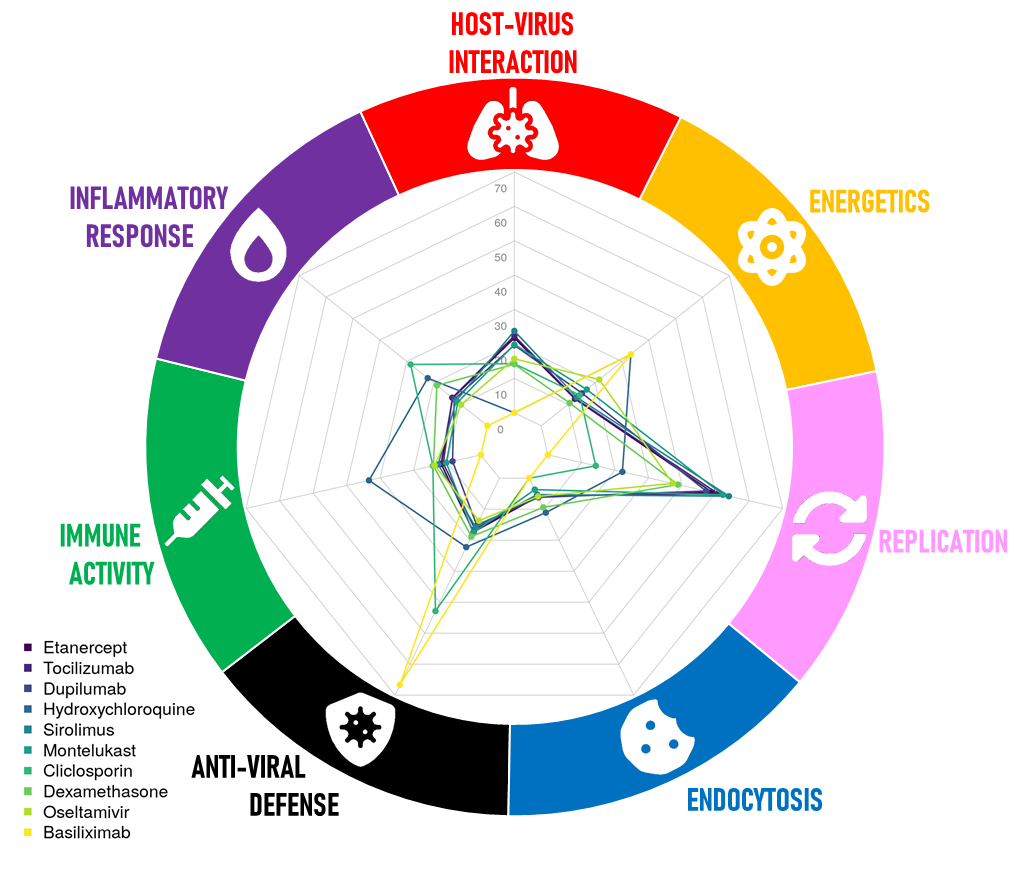 HOST-VIRUS
INTERACTION
INFLAMMATORY
RESPONSE
ENERGETICS
70
60
50
40
30
20
10
0
IMMUNE
ACTIVITY
REPLICATION
Etanercept
Tocilizumab
Dupilumab
Hydroxychloroquine
Sirolimus
Montelukast
Cliclosporin
Dexamethasone
Oseltamivir
Basiliximab
ANTI-VIRAL
DEFENSE
ENDOCYTOSIS